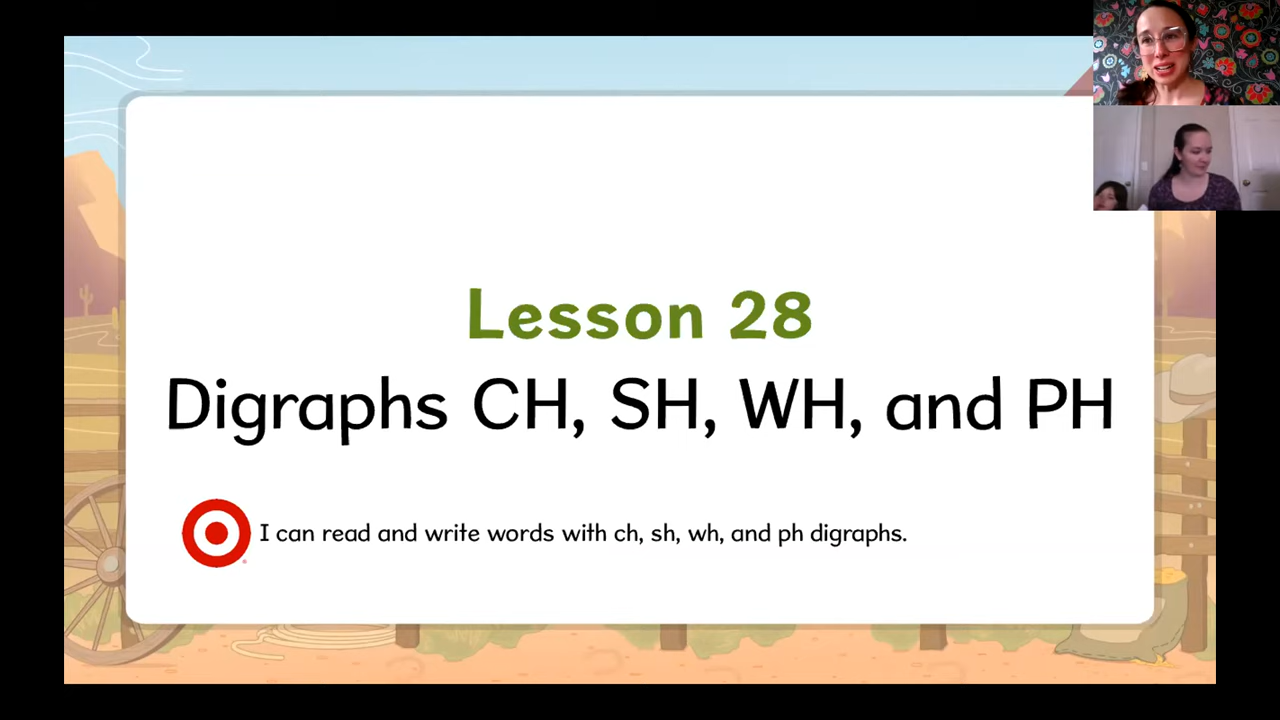 Lesson 28
Digraphs CH, SH, WH, and PH
I can read and write words with ch, sh, wh, and ph digraphs.